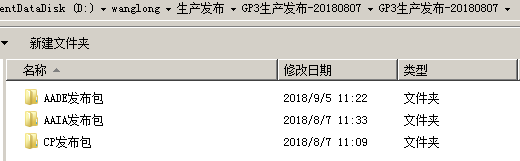 entDataDisk (D:) ▸ wanglong ▸ 生产发布 ▸ GP3生产发布-20180807 ▸ GP3生产发布-20180807 ▸
新建文件夹
名称 修改日期 类型
AADE发布包 2018/9/5 11:22 文件夹
AAIA发布包 2018/8/7 11:33 文件夹
CP发布包 2018/8/7 11:09 文件夹